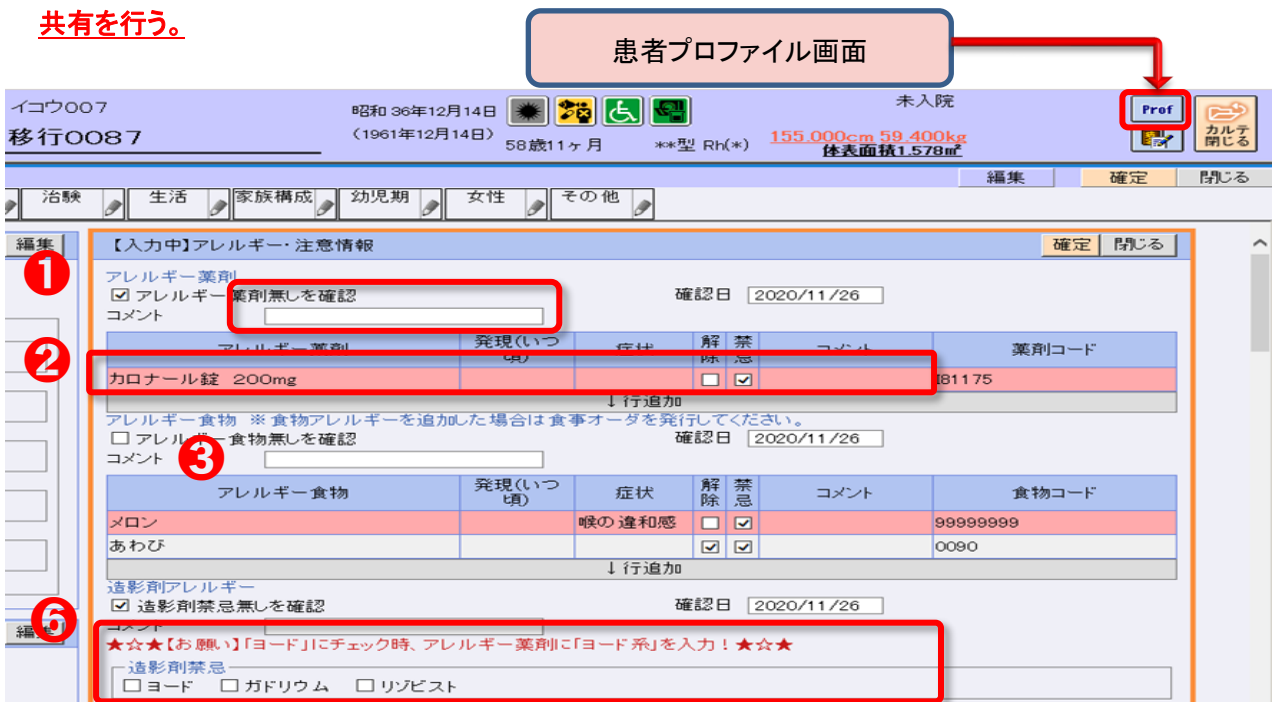 共有を行う。
患者プロファイル画面
イコウ007
昭和 36年12月14日
未入院
Prof
移行0087
（1961年12月14日）
58歳11ヶ月
**型 Rh(*)
155.000cm 59.400kg
体表面積1.578㎡
カルテ
閉じる
編集
確定
閉じる
治験
生活
家族構成
幼児期
女性
その他
編集
【入力中】アレルギー・注意情報
確定
閉じる
❶
アレルギー薬剤
アレルギー薬剤無しを確認
確認日 2020/11/26
コメント
❷
アレルギー薬剤 発現(いつ頃) 症状 解除 禁忌 コメント 薬剤コード
カロナール錠 200mg
↓行追加
アレルギー食物 ※食物アレルギーを追加した場合は食事オーダを発行してください。
アレルギー食物無しを確認
確認日 2020/11/26
コメント
❸
アレルギー食物 発現(いつ頃) 症状 解除 禁忌 コメント 食物コード
メロン 喉の違和感 99999999
あわび 0090
↓行追加
造影剤アレルギー
造影剤禁忌無しを確認
確認日 2020/11/26
❻
編集
コメント
★☆★【お願い】「ヨード」にチェック時、アレルギー薬剤に「ヨード系」を入力！★☆★
造影剤禁忌
ヨード ガドリウム リゾビスト